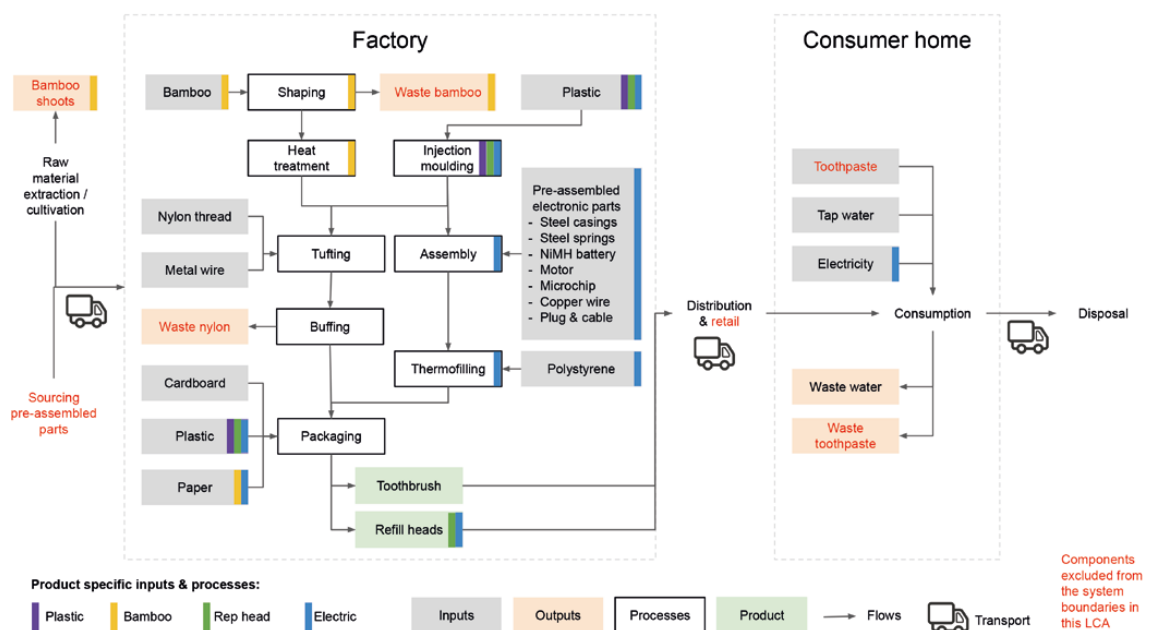 Factory
Consumer home
Bamboo
shoots
Raw
material
extraction /
cultivation
Sourcing
pre-assembled
parts
Bamboo
Shaping
Waste bamboo
Plastic
Heat
treatment
Injection
moulding
Nylon thread
Metal wire
Tufting
Assembly
Pre-assembled
electronic parts
- Steel casings
- Steel springs
- NiMH battery
- Motor
- Microchip
- Copper wire
- Plug & cable
Waste nylon
Buffing
Thermofilling
Polystyrene
Cardboard
Plastic
Paper
Packaging
Toothbrush
Refill heads
Distribution
& retail
Toothpaste
Tap water
Electricity
Consumption
Waste water
Waste
toothpaste
Disposal
Product specific inputs & processes:
Plastic
Bamboo
Rep head
Electric
Inputs
Outputs
Processes
Product
Flows
Transport
Components
excluded from
the system
boundaries in
this LCA